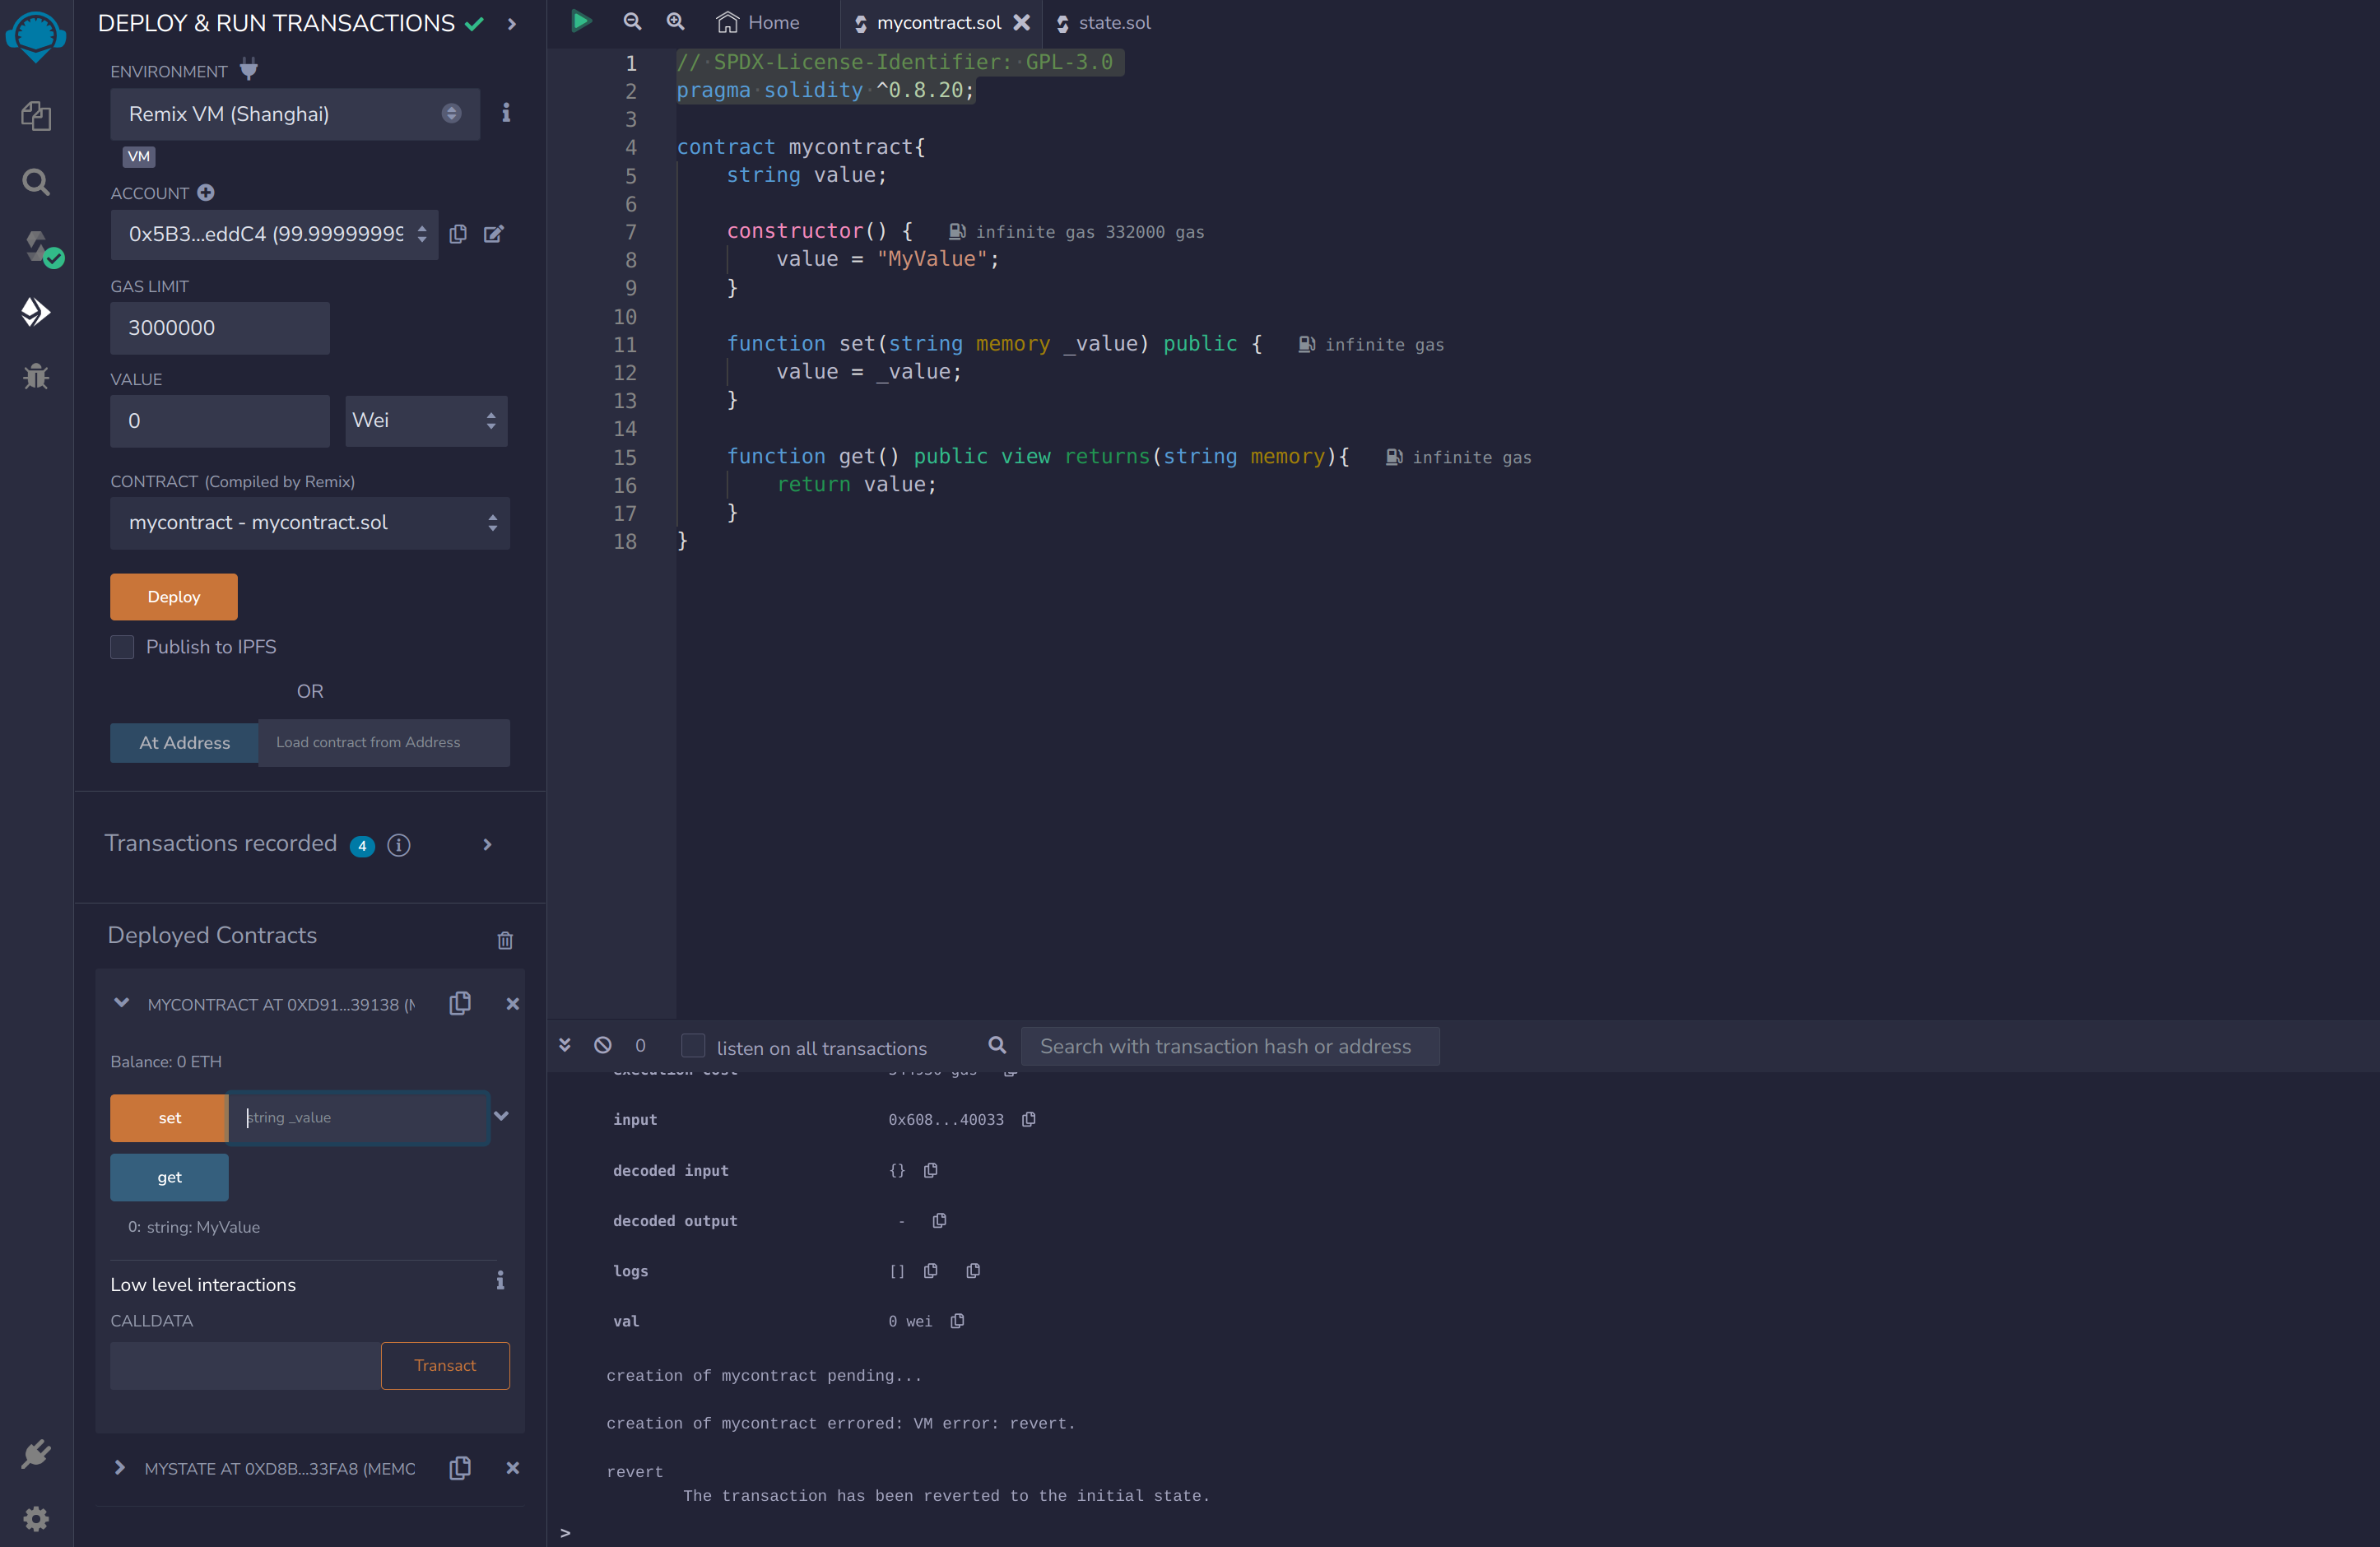 DEPLOY & RUN TRANSACTIONS
ENVIRONMENT
Remix VM (Shanghai)
VM
ACCOUNT
0x5B3...eddC4 (99.99999999
GAS LIMIT
3000000
VALUE
0
Wei
CONTRACT (Compiled by Remix)
mycontract - mycontract.sol
Deploy
Publish to IPFS
OR
At Address
Load contract from Address
Transactions recorded 4
Deployed Contracts
MYCONTRACT AT 0XD91...39138 (M
Balance: 0 ETH
set
string _value
get
0: string: MyValue
Low level interactions
CALLDATA
Transact
MYSTATE AT 0XD8B...33FA8 (MEMO
Home
mycontract.sol
state.sol
1 // SPDX-License-Identifier: GPL-3.0
2 pragma solidity ^0.8.20;
3
4 contract mycontract{
5 string value;
6
7 constructor() { infinite gas 332000 gas
8 value = "MyValue";
9 }
10
11 function set(string memory _value) public { infinite gas
12 value = _value;
13 }
14
15 function get() public view returns(string memory){ infinite gas
16 return value;
17 }
18 }
0
listen on all transactions
Search with transaction hash or address
execution cost
input 0x608...40033
decoded input {}
decoded output -
logs []
val 0 wei
creation of mycontract pending...
creation of mycontract errored: VM error: revert.
revert
The transaction has been reverted to the initial state.
>